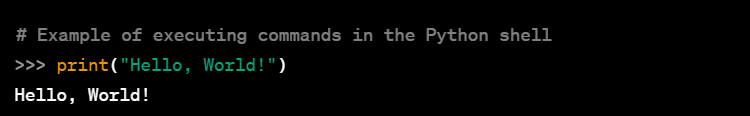 # Example of executing commands in the Python shell
>>> print("Hello, World!")
Hello, World!